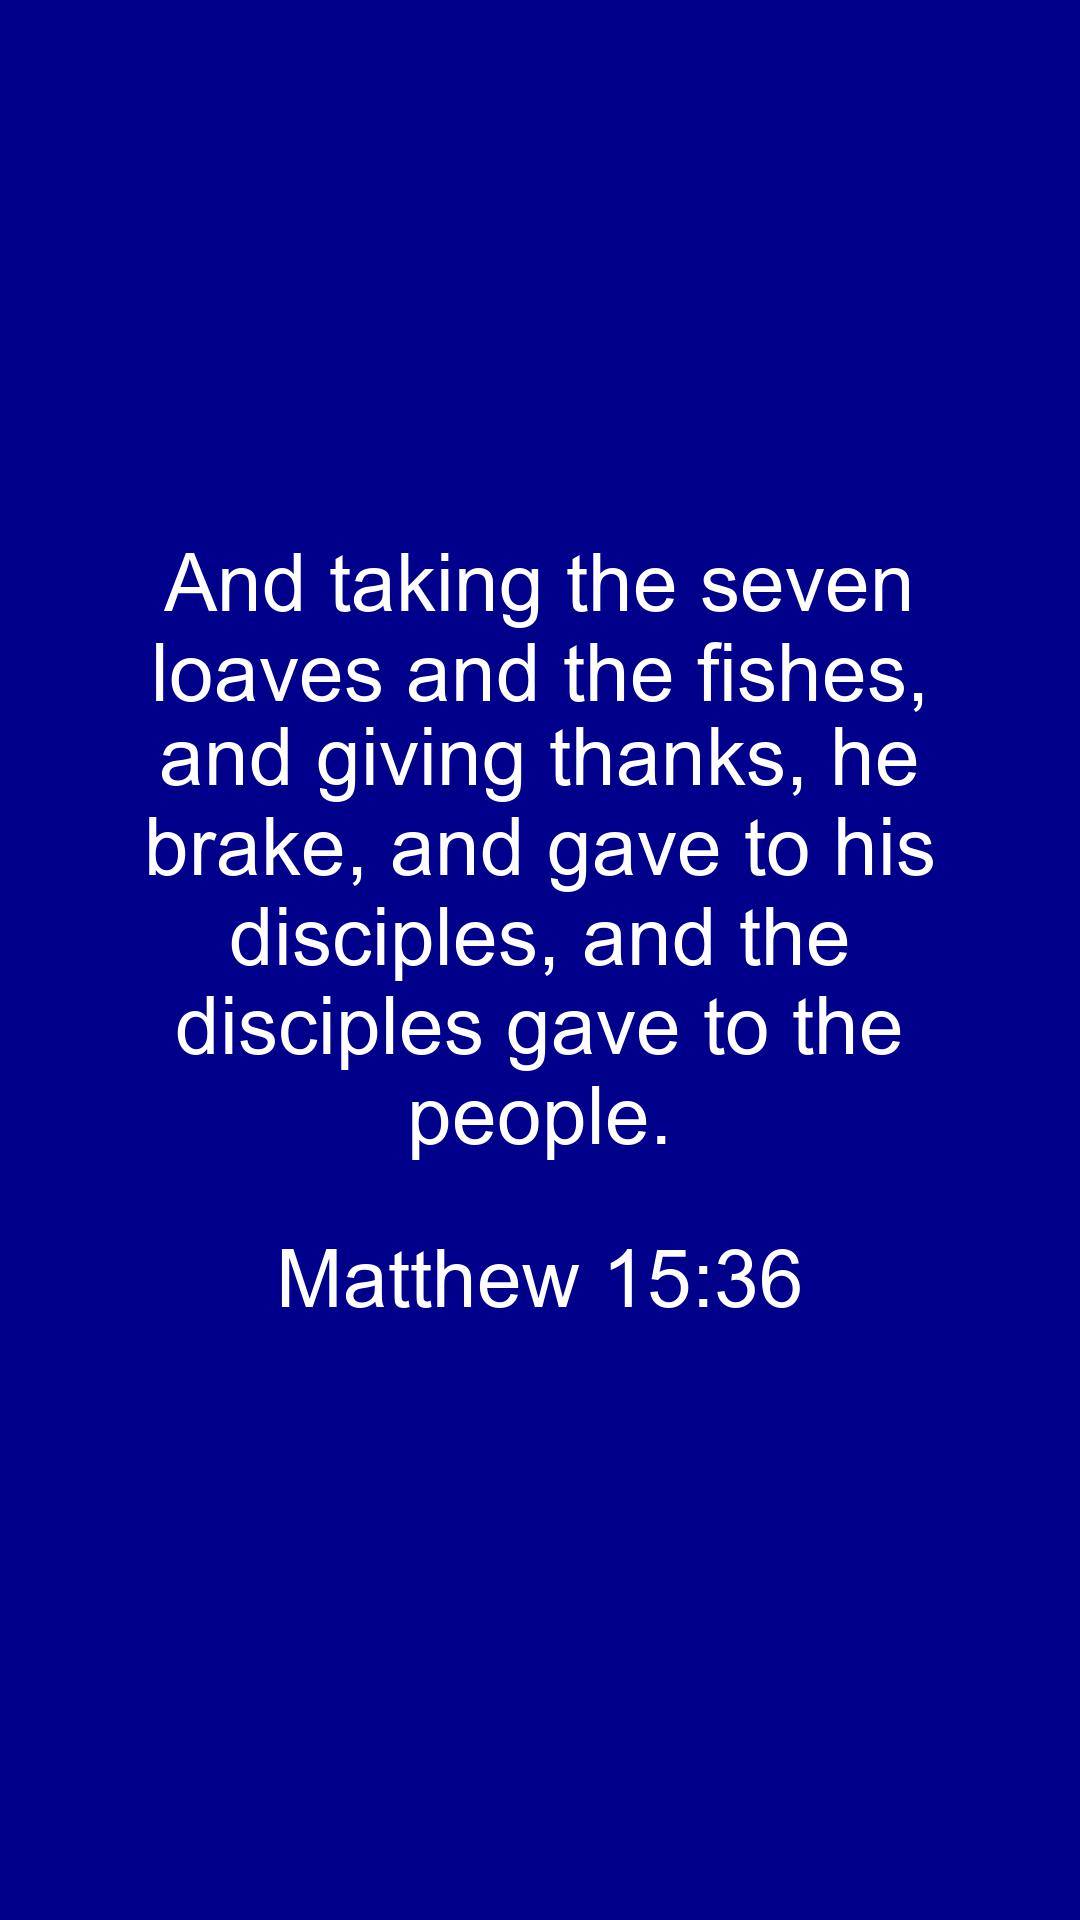 And taking the seven
loaves and the fishes,
and giving thanks, he
brake, and gave to his
disciples, and the
disciples gave to the
people.
Matthew 15:36